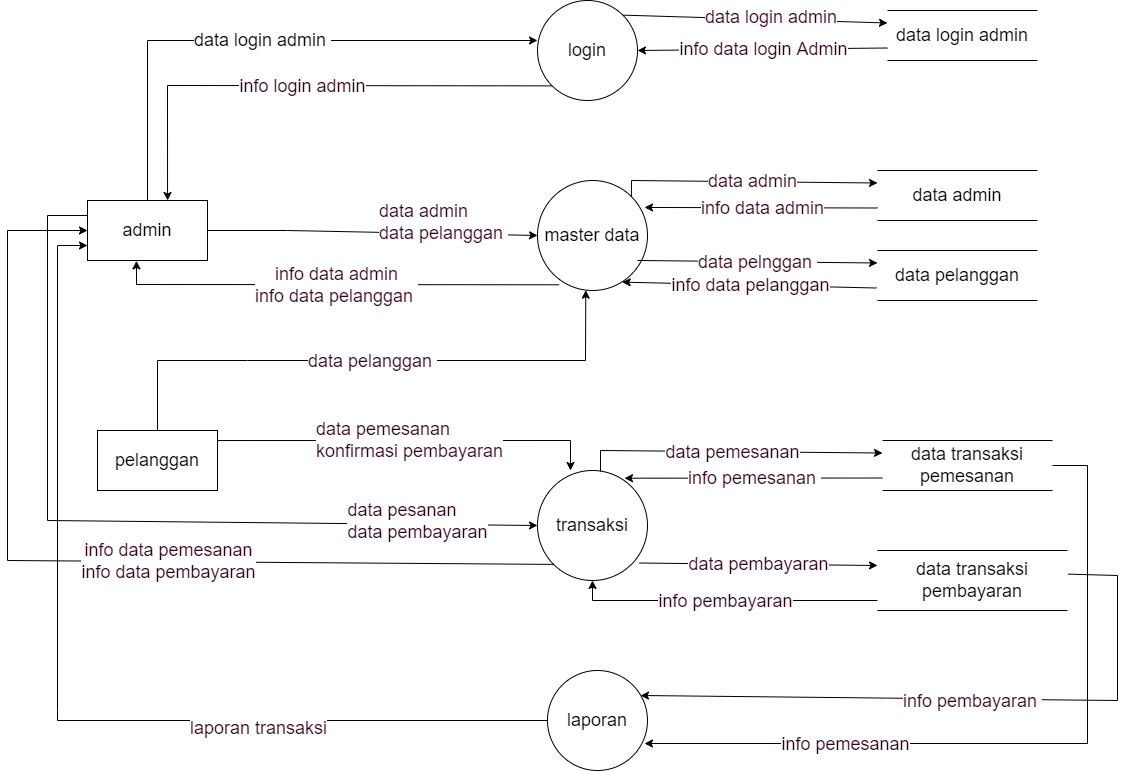 data login admin
login
data login admin
data login admin
info data login Admin
info login admin
data admin
data admin
info data admin
admin
data admin
data pelanggan
master data
data pelnggan
data pelanggan
info data pelanggan
info data admin
info data pelanggan
data pelanggan
pelanggan
data pemesanan
konfirmasi pembayaran
data pemesanan
data transaksi
pemesanan
info pemesanan
data pesanan
data pembayaran
transaksi
info data pemesanan
info data pembayaran
data pembayaran
data transaksi
pembayaran
info pembayaran
info pembayaran
laporan
laporan transaksi
info pemesanan